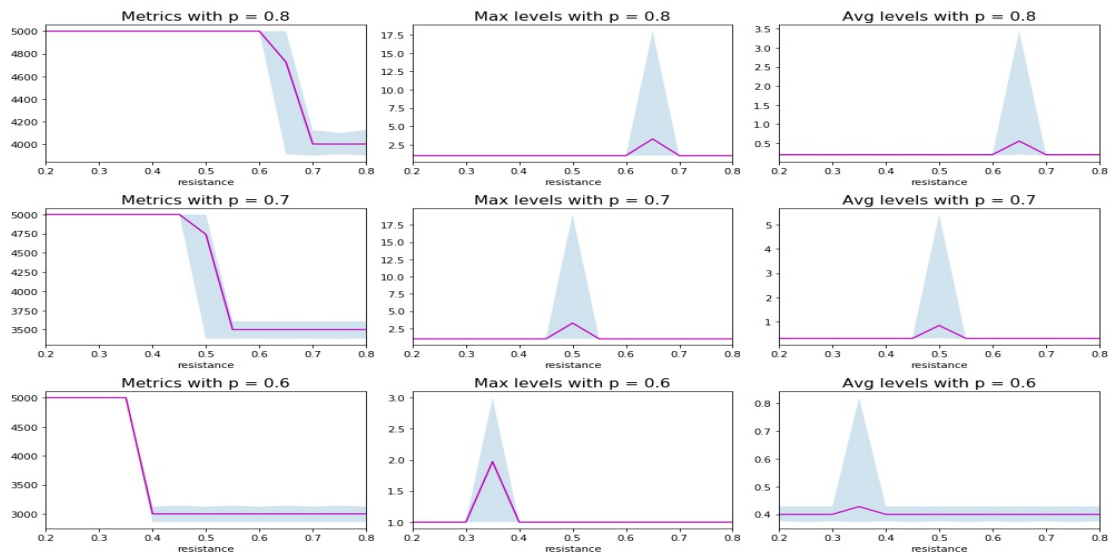 Metrics with p = 0.8
5000
4800
4600
4400
4200
4000
0.2 0.3 0.4 0.5 0.6 0.7 0.8
resistance
Max levels with p = 0.8
17.5
15.0
12.5
10.0
7.5
5.0
2.5
0.2 0.3 0.4 0.5 0.6 0.7 0.8
resistance
Avg levels with p = 0.8
3.5
3.0
2.5
2.0
1.5
1.0
0.5
0.2 0.3 0.4 0.5 0.6 0.7 0.8
resistance
Metrics with p = 0.7
5000
4750
4500
4250
4000
3750
3500
0.2 0.3 0.4 0.5 0.6 0.7 0.8
resistance
Max levels with p = 0.7
17.5
15.0
12.5
10.0
7.5
5.0
2.5
0.2 0.3 0.4 0.5 0.6 0.7 0.8
resistance
Avg levels with p = 0.7
5
4
3
2
1
0.2 0.3 0.4 0.5 0.6 0.7 0.8
resistance
Metrics with p = 0.6
5000
4500
4000
3500
3000
0.2 0.3 0.4 0.5 0.6 0.7 0.8
resistance
Max levels with p = 0.6
3.0
2.5
2.0
1.5
1.0
0.2 0.3 0.4 0.5 0.6 0.7 0.8
resistance
Avg levels with p = 0.6
0.8
0.7
0.6
0.5
0.4
0.2 0.3 0.4 0.5 0.6 0.7 0.8
resistance